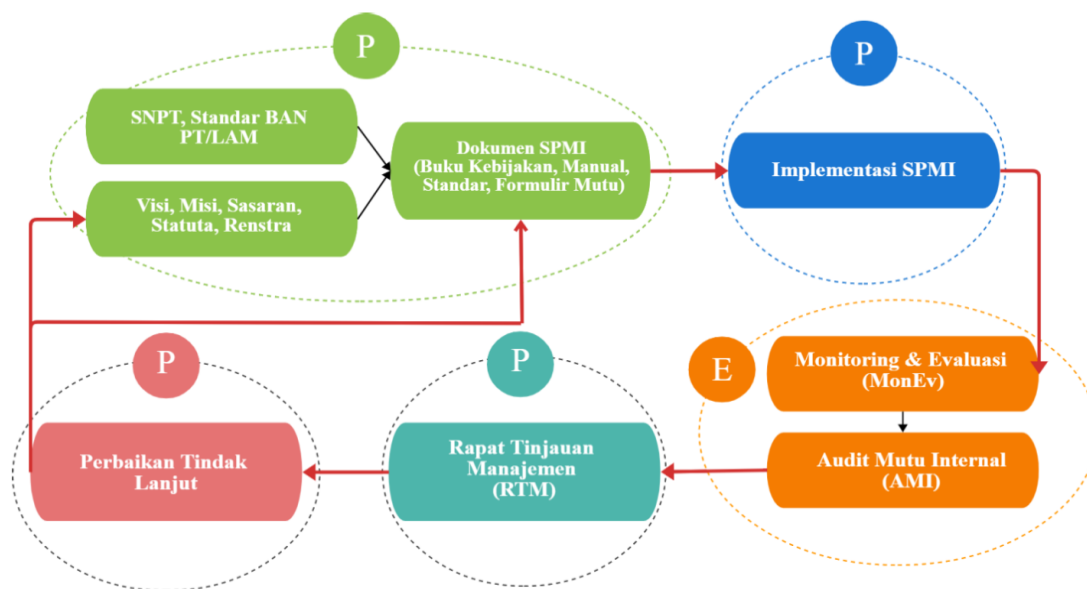 P
SNPT, Standar BAN
PT/LAM
Visi, Misi, Sasaran,
Statuta, Renstra
Dokumen SPMI
(Buku Kebijakan, Manual,
Standar, Formulir Mutu)
P
Implementasi SPMI
E
Monitoring & Evaluasi
(MonEv)
Audit Mutu Internal
(AMI)
P
Rapat Tinjauan
Manajemen
(RTM)
P
Perbaikan Tindak
Lanjut